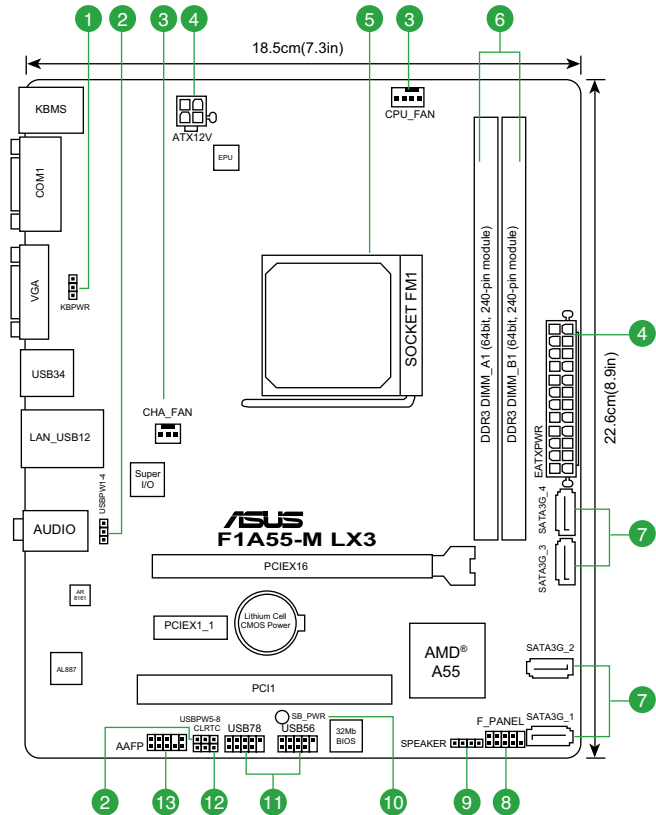 1
2
3
4
5
3
6
18.5cm(7.3in)
KBMS
ATX12V
CPU_FAN
EPU
COM1
VGA
KBPWR
SOCKET FM1
DDR3 DIMM_A1 (64bit, 240-pin module)
DDR3 DIMM_B1 (64bit, 240-pin module)
4
22.6cm(8.9in)
EATXPWR
USB34
CHA_FAN
LAN_USB12
Super
I/O
USBPW1-4
AUDIO
SATA3G_4
SATA3G_3
7
ASUS
F1A55-M LX3
PCIEX16
AR
8161
PCIEX1_1
Lithium Cell
CMOS Power
AMD®
A55
SATA3G_2
AL887
PCI1
7
USBPW5-8
CLRTC
SB_PWR
AAFP
USB78
USB56
32Mb
BIOS
SPEAKER
F_PANEL
SATA3G_1
2
13
12
11
10
9
8